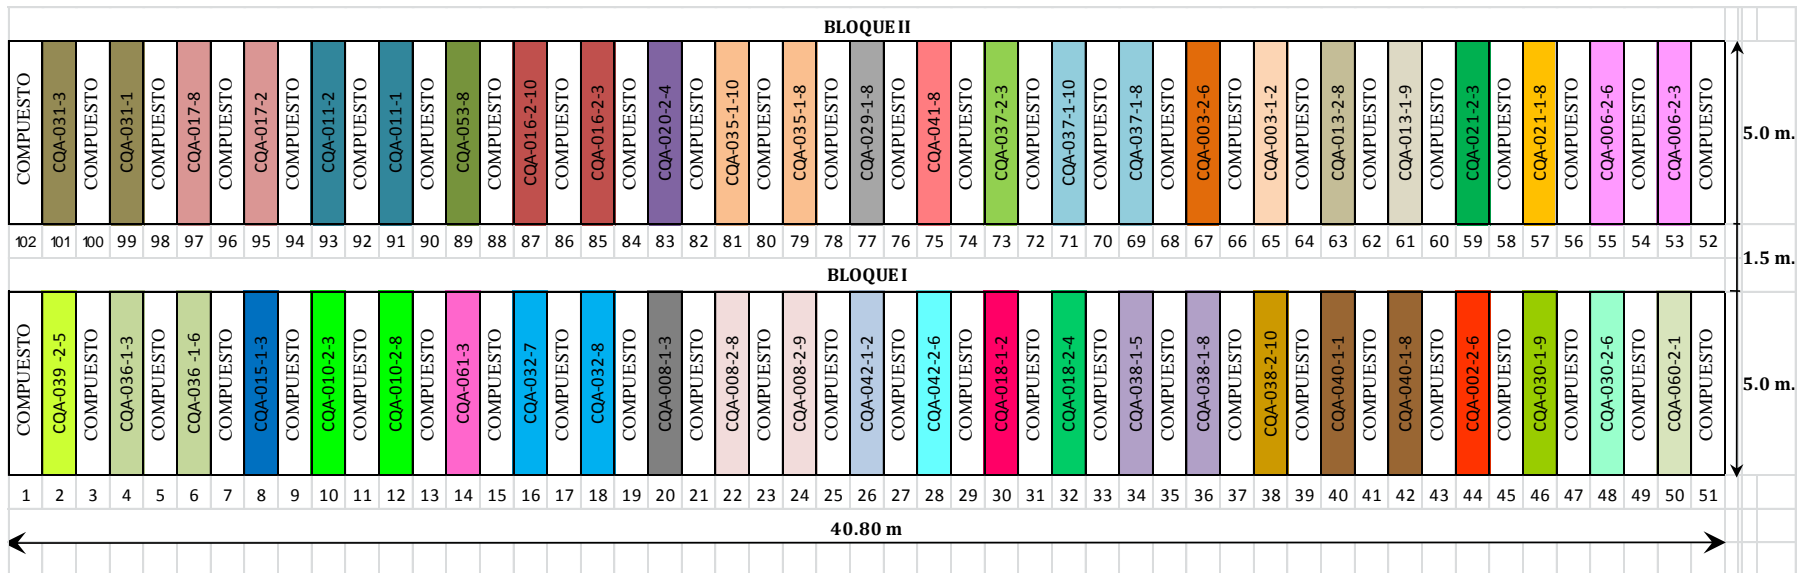 BLOQUE II
COMPUESTO CQA-031-3 COMPUESTO CQA-031-1 COMPUESTO CQA-017-8 COMPUESTO CQA-017-2 COMPUESTO CQA-011-2 COMPUESTO CQA-011-1 COMPUESTO CQA-053-8 COMPUESTO CQA-016-2-10 COMPUESTO CQA-016-2-3 COMPUESTO CQA-020-2-4 COMPUESTO CQA-035-1-10 COMPUESTO CQA-035-1-8 COMPUESTO CQA-029-1-8 COMPUESTO CQA-041-8 COMPUESTO CQA-037-2-3 COMPUESTO CQA-037-1-10 COMPUESTO CQA-037-1-8 COMPUESTO CQA-003-2-6 COMPUESTO CQA-003-1-2 COMPUESTO CQA-013-2-8 COMPUESTO CQA-013-1-9 COMPUESTO CQA-021-2-3 COMPUESTO CQA-021-1-8 COMPUESTO CQA-006-2-6 COMPUESTO CQA-006-2-3 COMPUESTO 5.0 m.
102 101 100 99 98 97 96 95 94 93 92 91 90 89 88 87 86 85 84 83 82 81 80 79 78 77 76 75 74 73 72 71 70 69 68 67 66 65 64 63 62 61 60 59 58 57 56 55 54 53 52
BLOQUE I 1.5 m.
COMPUESTO CQA-039 -2-5 COMPUESTO CQA-036-1-3 COMPUESTO CQA-036 -1-6 COMPUESTO CQA-015-1-3 COMPUESTO CQA-010-2-3 COMPUESTO CQA-010-2-8 COMPUESTO CQA-061-3 COMPUESTO CQA-032-7 COMPUESTO CQA-032-8 COMPUESTO CQA-008-1-3 COMPUESTO CQA-008-2-8 COMPUESTO CQA-008-2-9 COMPUESTO CQA-042-1-2 COMPUESTO CQA-042-2-6 COMPUESTO CQA-018-1-2 COMPUESTO CQA-018-2-4 COMPUESTO CQA-038-1-5 COMPUESTO CQA-038-1-8 COMPUESTO CQA-038-2-10 COMPUESTO CQA-040-1-1 COMPUESTO CQA-040-1-8 COMPUESTO CQA-002-2-6 COMPUESTO CQA-030-1-9 COMPUESTO CQA-030-2-6 COMPUESTO CQA-060-2-1 COMPUESTO 5.0 m.
1 2 3 4 5 6 7 8 9 10 11 12 13 14 15 16 17 18 19 20 21 22 23 24 25 26 27 28 29 30 31 32 33 34 35 36 37 38 39 40 41 42 43 44 45 46 47 48 49 50 51
40.80 m